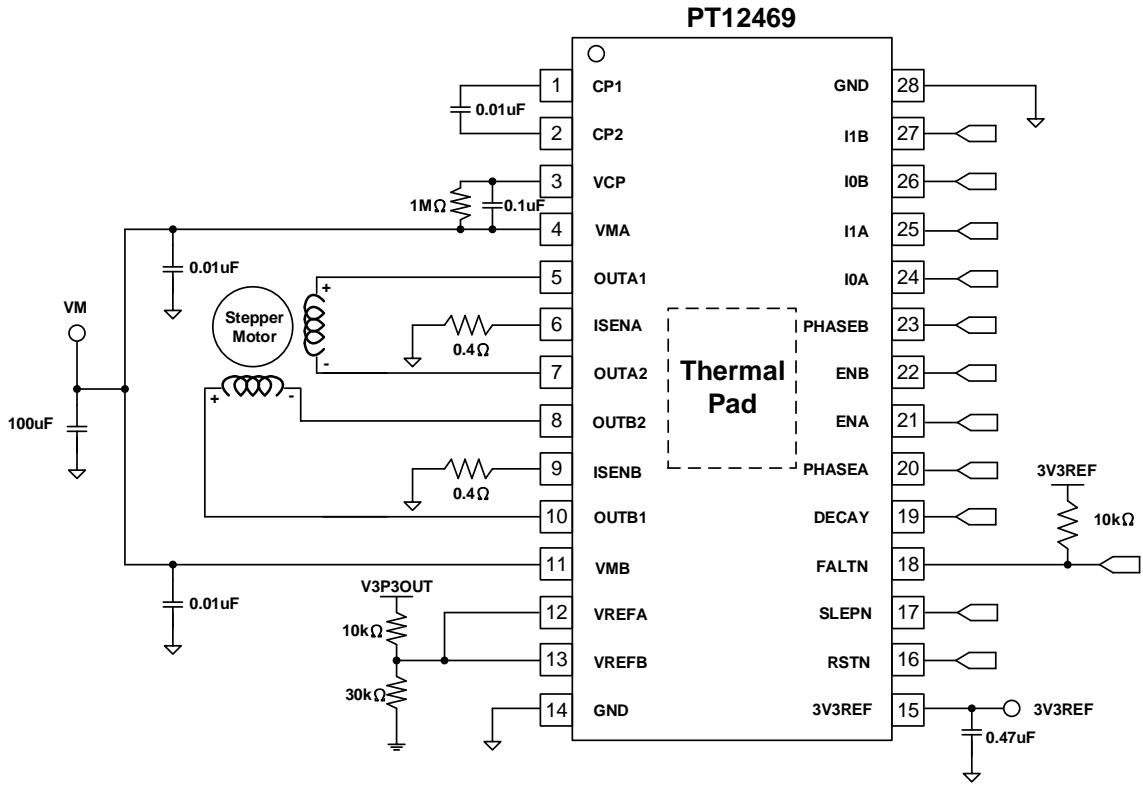 PT12469
1 CP1 GND 28
0.01uF
2 CP2 I1B 27
3 VCP I0B 26
1MΩ 0.1uF
4 VMA I1A 25
0.01uF
5 OUTA1 I0A 24
+
VM
Stepper
Motor
6 ISENA PHASEB 23
0.4Ω
-
7 OUTA2 ENB 22
Thermal
Pad
+ -
100uF
8 OUTB2 ENA 21
9 ISENB PHASEA 20
0.4Ω
3V3REF
10kΩ
10 OUTB1 DECAY 19
11 VMB FALTN 18
0.01uF
V3P3OUT
12 VREFA SLEPN 17
10kΩ
13 VREFB RSTN 16
30kΩ
14 GND 3V3REF 15
3V3REF
0.47uF